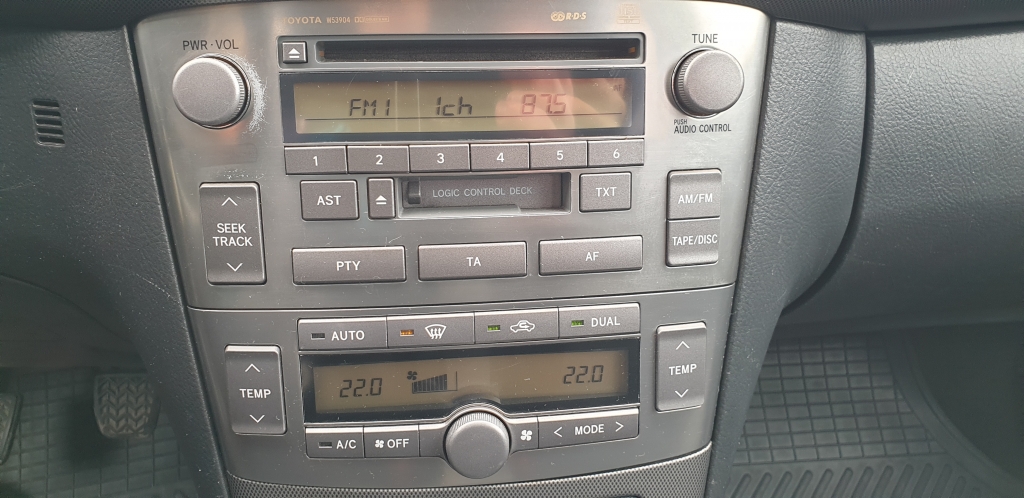 TOYOTA W53904
R·D·S
PWR·VOL
TUNE
FM1 1ch 87.5
PUSH
AUDIO CONTROL
1 2 3 4 5 6
AST
LOGIC CONTROL DECK
TXT
AM/FM
SEEK
TRACK
TAPE/DISC
PTY
TA
AF
AUTO
DUAL
TEMP
22.0
22.0
TEMP
A/C
OFF
< MODE >